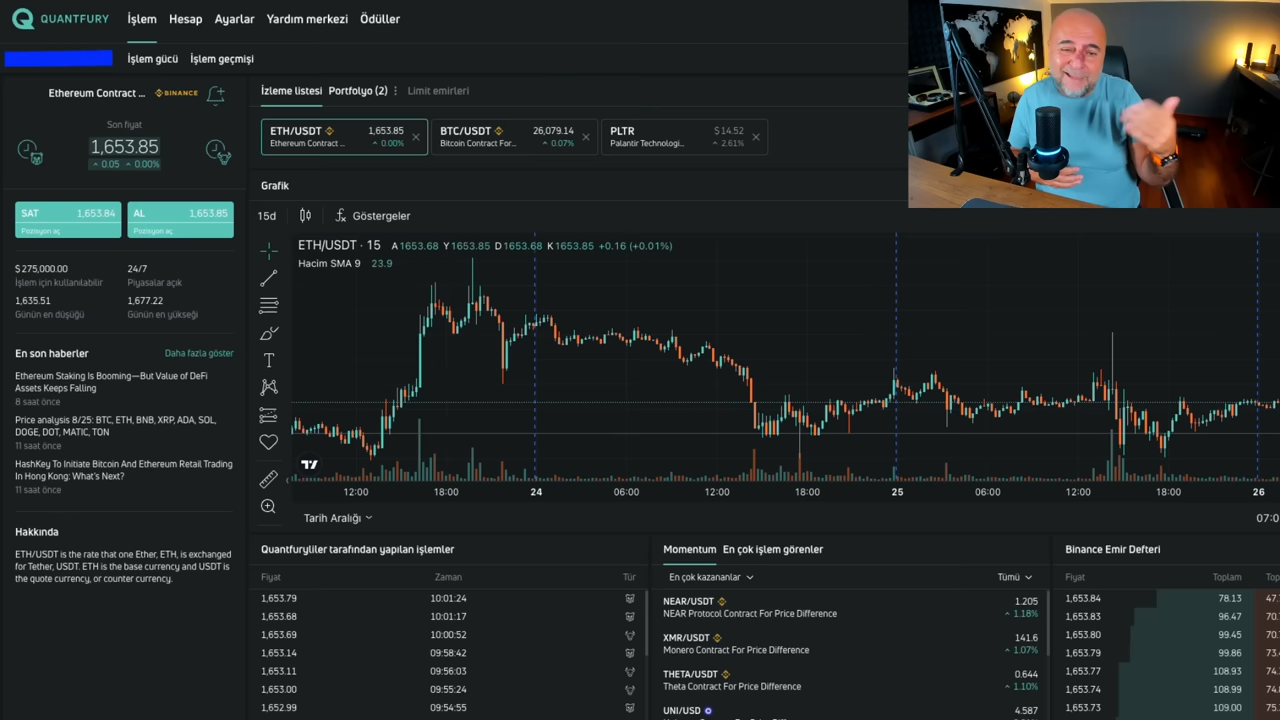 QUANTFURY
İşlem Hesap Ayarlar Yardım merkezi Ödüller
İşlem gücü İşlem geçmişi
Ethereum Contract ... BINANCE
Son fiyat
1,653.85
0.05 0.00%
SAT 1,653.84
Pozisyon aç
AL 1,653.85
Pozisyon aç
$275,000.00
İşlem için kullanılabilir
24/7
Piyasalar açık
1,635.51
Günün en düşüğü
1,677.22
Günün en yükseği
En son haberler Daha fazla göster
Ethereum Staking Is Booming—But Value of DeFi
Assets Keeps Falling
8 saat önce
Price analysis 8/25: BTC, ETH, BNB, XRP, ADA, SOL,
DOGE, DOT, MATIC, TON
11 saat önce
HashKey To Initiate Bitcoin And Ethereum Retail Trading
In Hong Kong: What's Next?
11 saat önce
Hakkında
ETH/USDT is the rate that one Ether, ETH, is exchanged
for Tether, USDT. ETH is the base currency and USDT is
the quote currency, or counter currency.
İzleme listesi Portfolyo (2) Limit emirleri
ETH/USDT 1,653.85
Ethereum Contract ... 0.00%
BTC/USDT 26,079.14
Bitcoin Contract For... 0.07%
PLTR $14.52
Palantir Technologi... 2.61%
Grafik
15d Göstergeler
ETH/USDT · 15 A1653.68 Y1653.85 D1653.68 K1653.85 +0.16 (+0.01%)
Hacim SMA 9 23.9
12:00 18:00 24 06:00 12:00 18:00 25 06:00 12:00 18:00 26
Tarih Aralığı 07:0
Quantfuryliler tarafından yapılan işlemler
Fiyat Zaman Tür
1,653.79 10:01:24
1,653.68 10:01:17
1,653.69 10:00:52
1,653.14 09:58:42
1,653.11 09:56:03
1,653.00 09:55:24
1,652.99 09:54:55
Momentum En çok işlem görenler
En çok kazananlar Tümü
NEAR/USDT 1.205
NEAR Protocol Contract For Price Difference 1.18%
XMR/USDT 141.6
Monero Contract For Price Difference 1.07%
THETA/USDT 0.644
Theta Contract For Price Difference 1.10%
UNI/USD 4.587
Binance Emir Defteri
Fiyat Toplam Top
1,653.84 78.13 47.
1,653.83 96.47 70.
1,653.80 99.45 70.
1,653.79 99.86 73.
1,653.77 108.93 74.
1,653.74 108.99 74.
1,653.73 109.00 75.